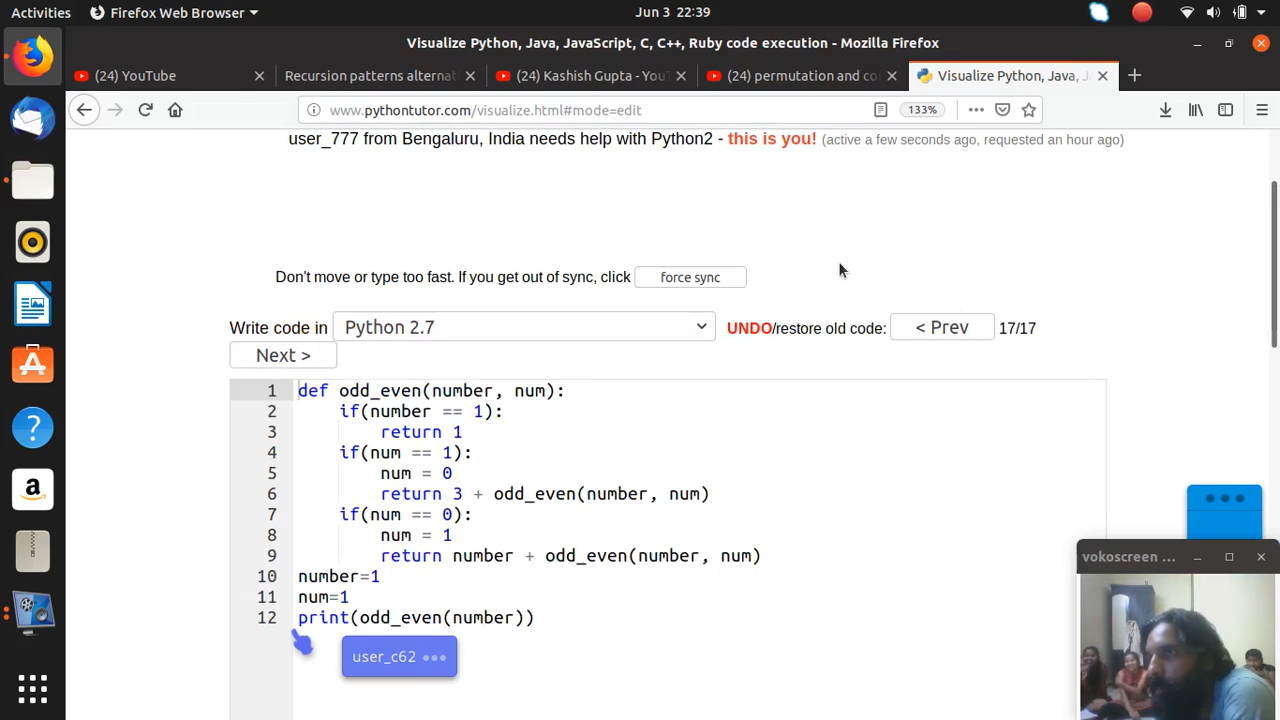 Activities
Firefox Web Browser
Jun 3 22:39
Visualize Python, Java, JavaScript, C, C++, Ruby code execution - Mozilla Firefox
(24) YouTube
Recursion patterns alternat
(24) Kashish Gupta - YouT
(24) permutation and co
Visualize Python, Java, J
www.pythontutor.com/visualize.html#mode=edit
133%
user_777 from Bengaluru, India needs help with Python2 - this is you! (active a few seconds ago, requested an hour ago)
Don't move or type too fast. If you get out of sync, click force sync
Write code in Python 2.7 UNDO/restore old code: < Prev 17/17
Next >
1 def odd_even(number, num):
2 if(number == 1):
3 return 1
4 if(num == 1):
5 num = 0
6 return 3 + odd_even(number, num)
7 if(num == 0):
8 num = 1
9 return number + odd_even(number, num)
10 number=1
11 num=1
12 print(odd_even(number))
user_c62
vokoscreen ...